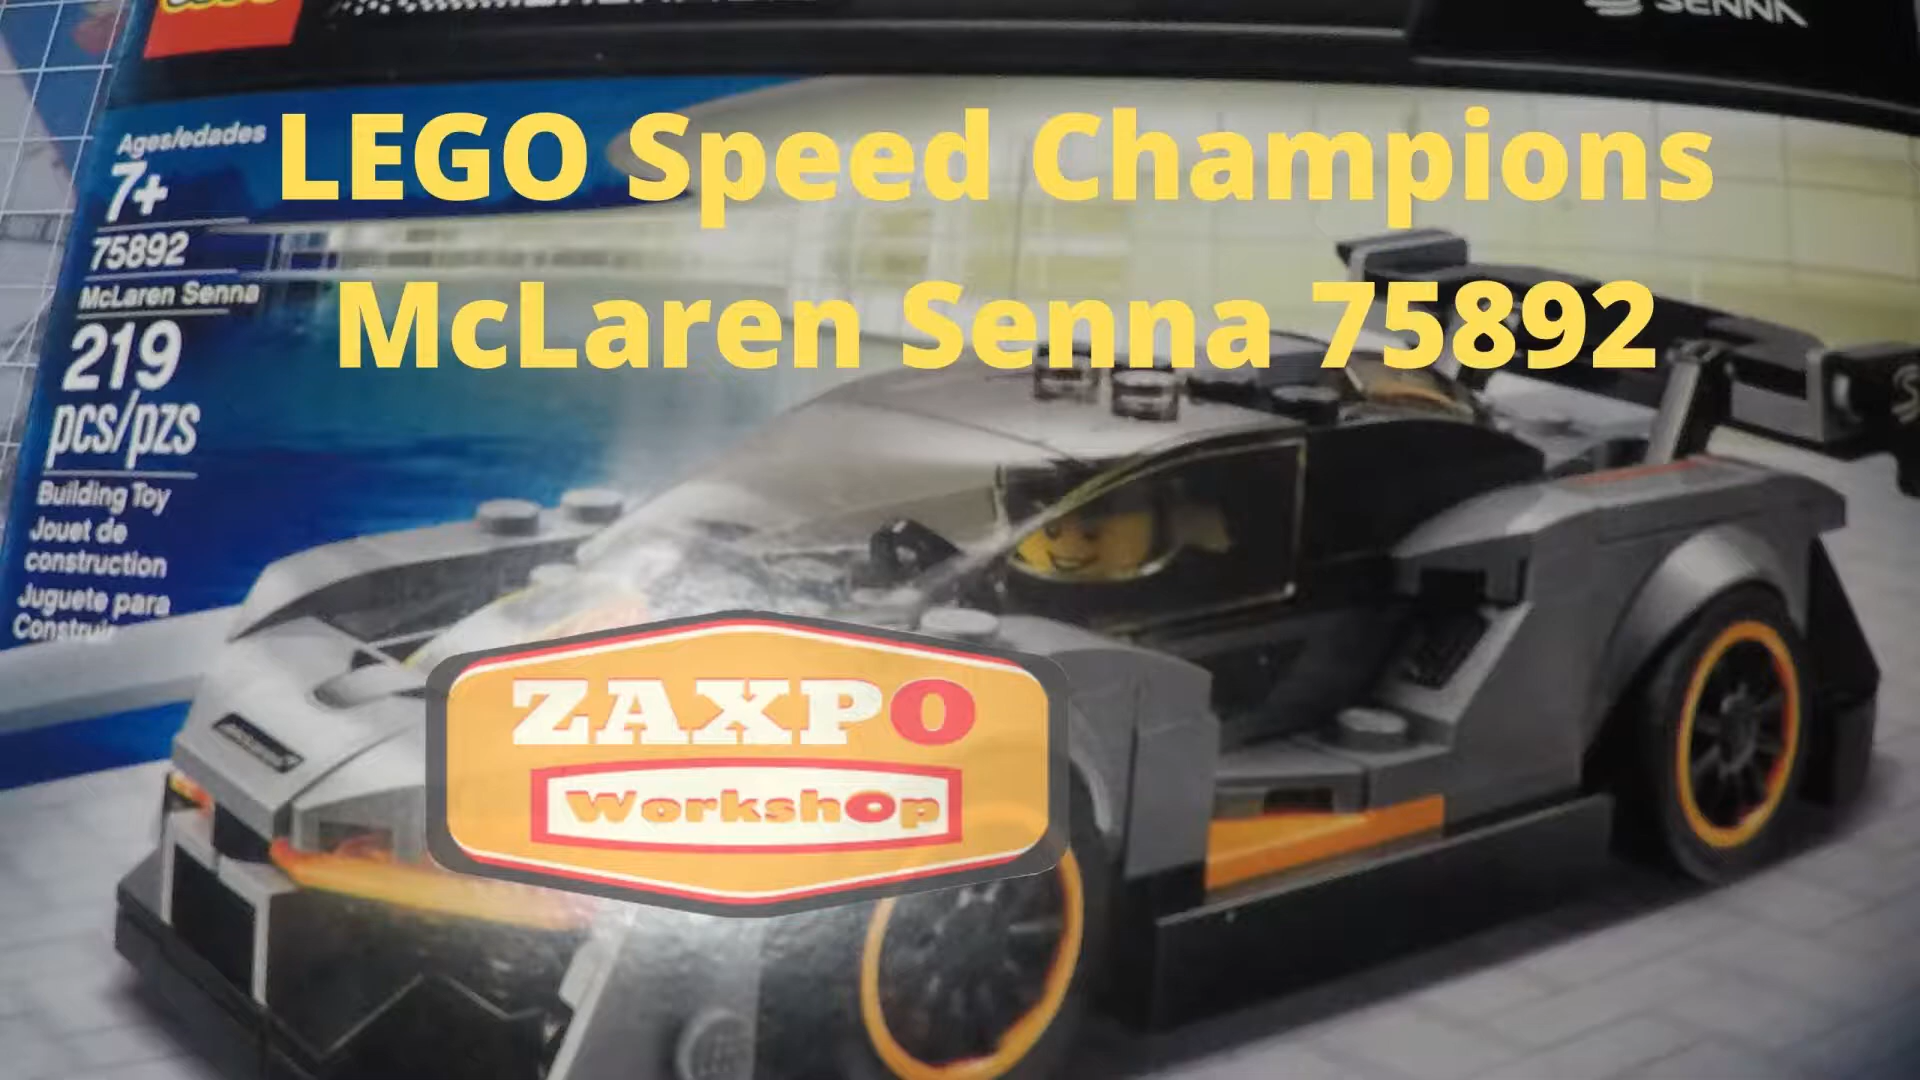 SENNA
Ages/edades
7+
75892
McLaren Senna
219
pcs/pzs
Building Toy
Jouet de
construction
Juguete para
Construir
LEGO Speed Champions
McLaren Senna 75892
ZAXPO
WorkshOp